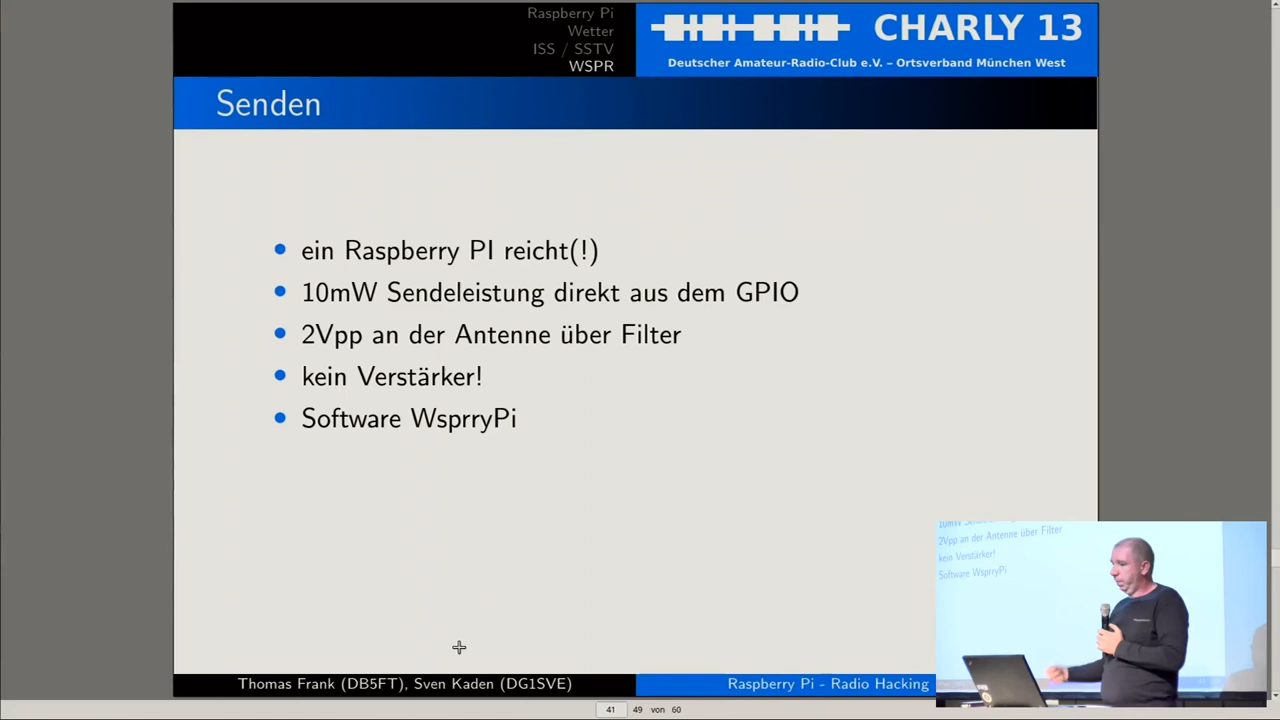 Raspberry Pi
Wetter
ISS / SSTV
WSPR
CHARLY 13
Deutscher Amateur-Radio-Club e.V. – Ortsverband München West
Senden
ein Raspberry PI reicht(!)
10mW Sendeleistung direkt aus dem GPIO
2Vpp an der Antenne über Filter
kein Verstärker!
Software WsprryPi
2Vpp an der Antenne über Filter
kein Verstärker!
Software WsprryPi
Thomas Frank (DB5FT), Sven Kaden (DG1SVE)
Raspberry Pi - Radio Hacking
41 49 von 60